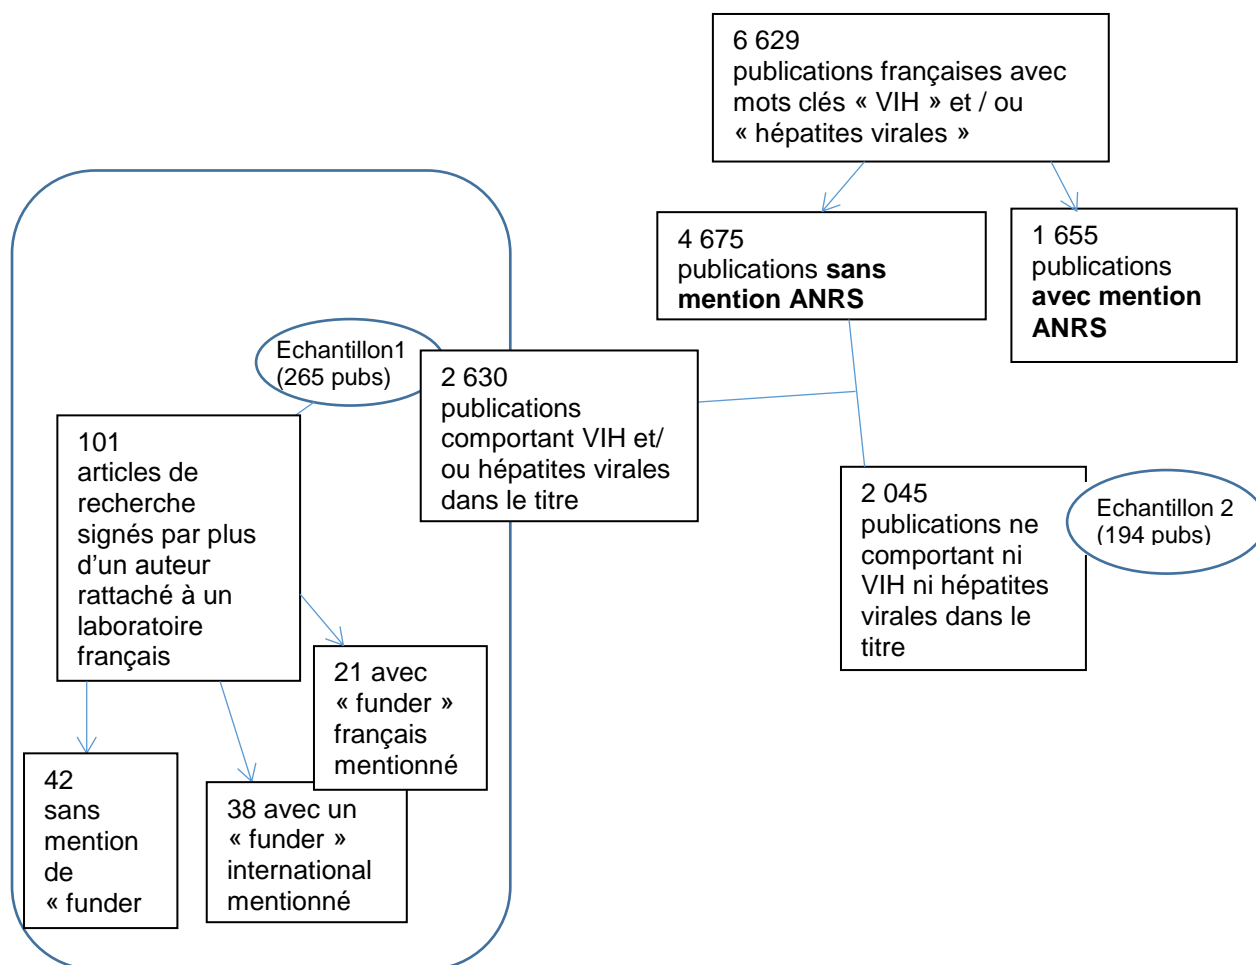 6 629
publications françaises avec
mots clés « VIH » et / ou
« hépatites virales »
4 675
publications sans
mention ANRS
1 655
publications
avec mention
ANRS
Echantillon1
(265 pubs)
2 630
publications
comportant VIH et/
ou hépatites virales
dans le titre
101
articles de
recherche
signés par plus
d'un auteur
rattaché à un
laboratoire
français
2 045
publications ne
comportant ni
VIH ni hépatites
virales dans le
titre
Echantillon 2
(194 pubs)
21 avec
« funder »
français
mentionné
42
sans
mention
de
« funder
38 avec un
« funder »
international
mentionné